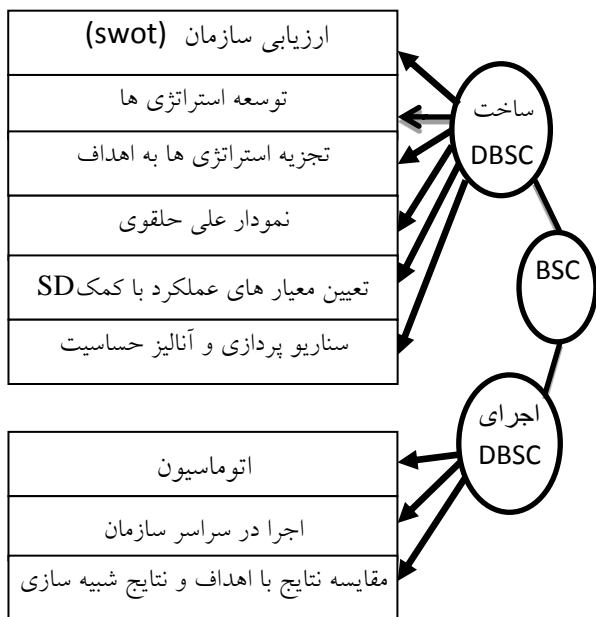 ارزیابی سازمان (swot)
توسعه استراتژی ها
تجزیه استراتژی ها به اهداف
نمودار علی حلقوی
تعیین معیار های عملکرد با کمک SD
سناریو پردازی و آنالیز حساسیت
ساخت
DBSC
BSC
اجرای
DBSC
اتوماسیون
اجرا در سراسر سازمان
مقایسه نتایج با اهداف و نتایج شبیه سازی